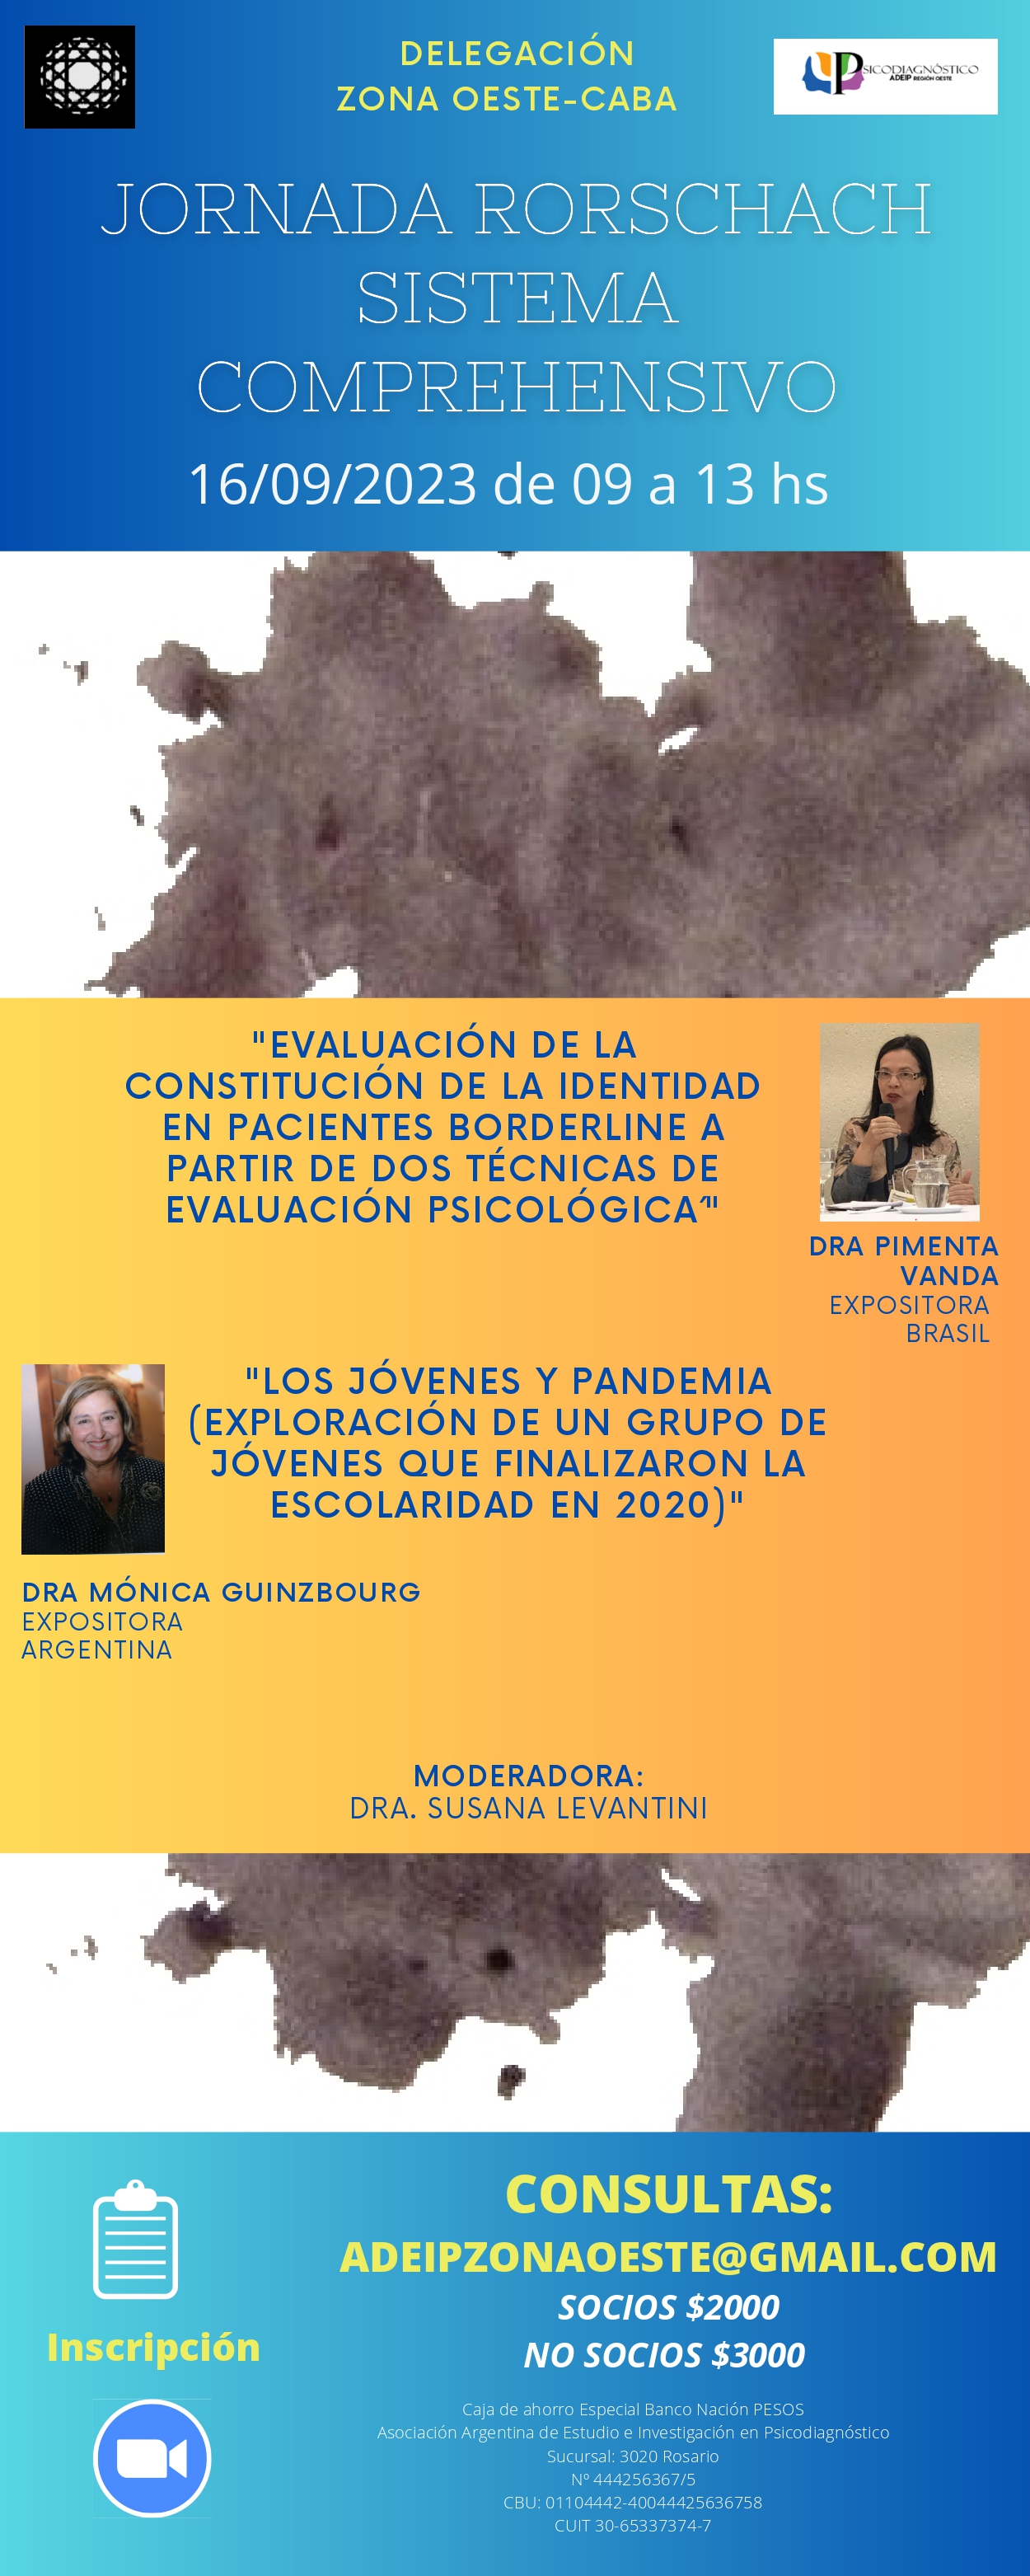 DELEGACIÓN
ZONA OESTE-CABA
PSICODIAGNÓSTICO
ADEIP REGIÓN OESTE
JORNADA RORSCHACH
SISTEMA
COMPREHENSIVO
16/09/2023 de 09 a 13 hs
"EVALUACIÓN DE LA
CONSTITUCIÓN DE LA IDENTIDAD
EN PACIENTES BORDERLINE A
PARTIR DE DOS TÉCNICAS DE
EVALUACIÓN PSICOLÓGICA´"
DRA PIMENTA
VANDA
EXPOSITORA
BRASIL
"LOS JÓVENES Y PANDEMIA
(EXPLORACIÓN DE UN GRUPO DE
JÓVENES QUE FINALIZARON LA
ESCOLARIDAD EN 2020)"
DRA MÓNICA GUINZBOURG
EXPOSITORA
ARGENTINA
MODERADORA:
DRA. SUSANA LEVANTINI
Inscripción
CONSULTAS:
ADEIPZONAOESTE@GMAIL.COM
SOCIOS $2000
NO SOCIOS $3000
Caja de ahorro Especial Banco Nación PESOS
Asociación Argentina de Estudio e Investigación en Psicodiagnóstico
Sucursal: 3020 Rosario
Nº 444256367/5
CBU: 01104442-40044425636758
CUIT 30-65337374-7